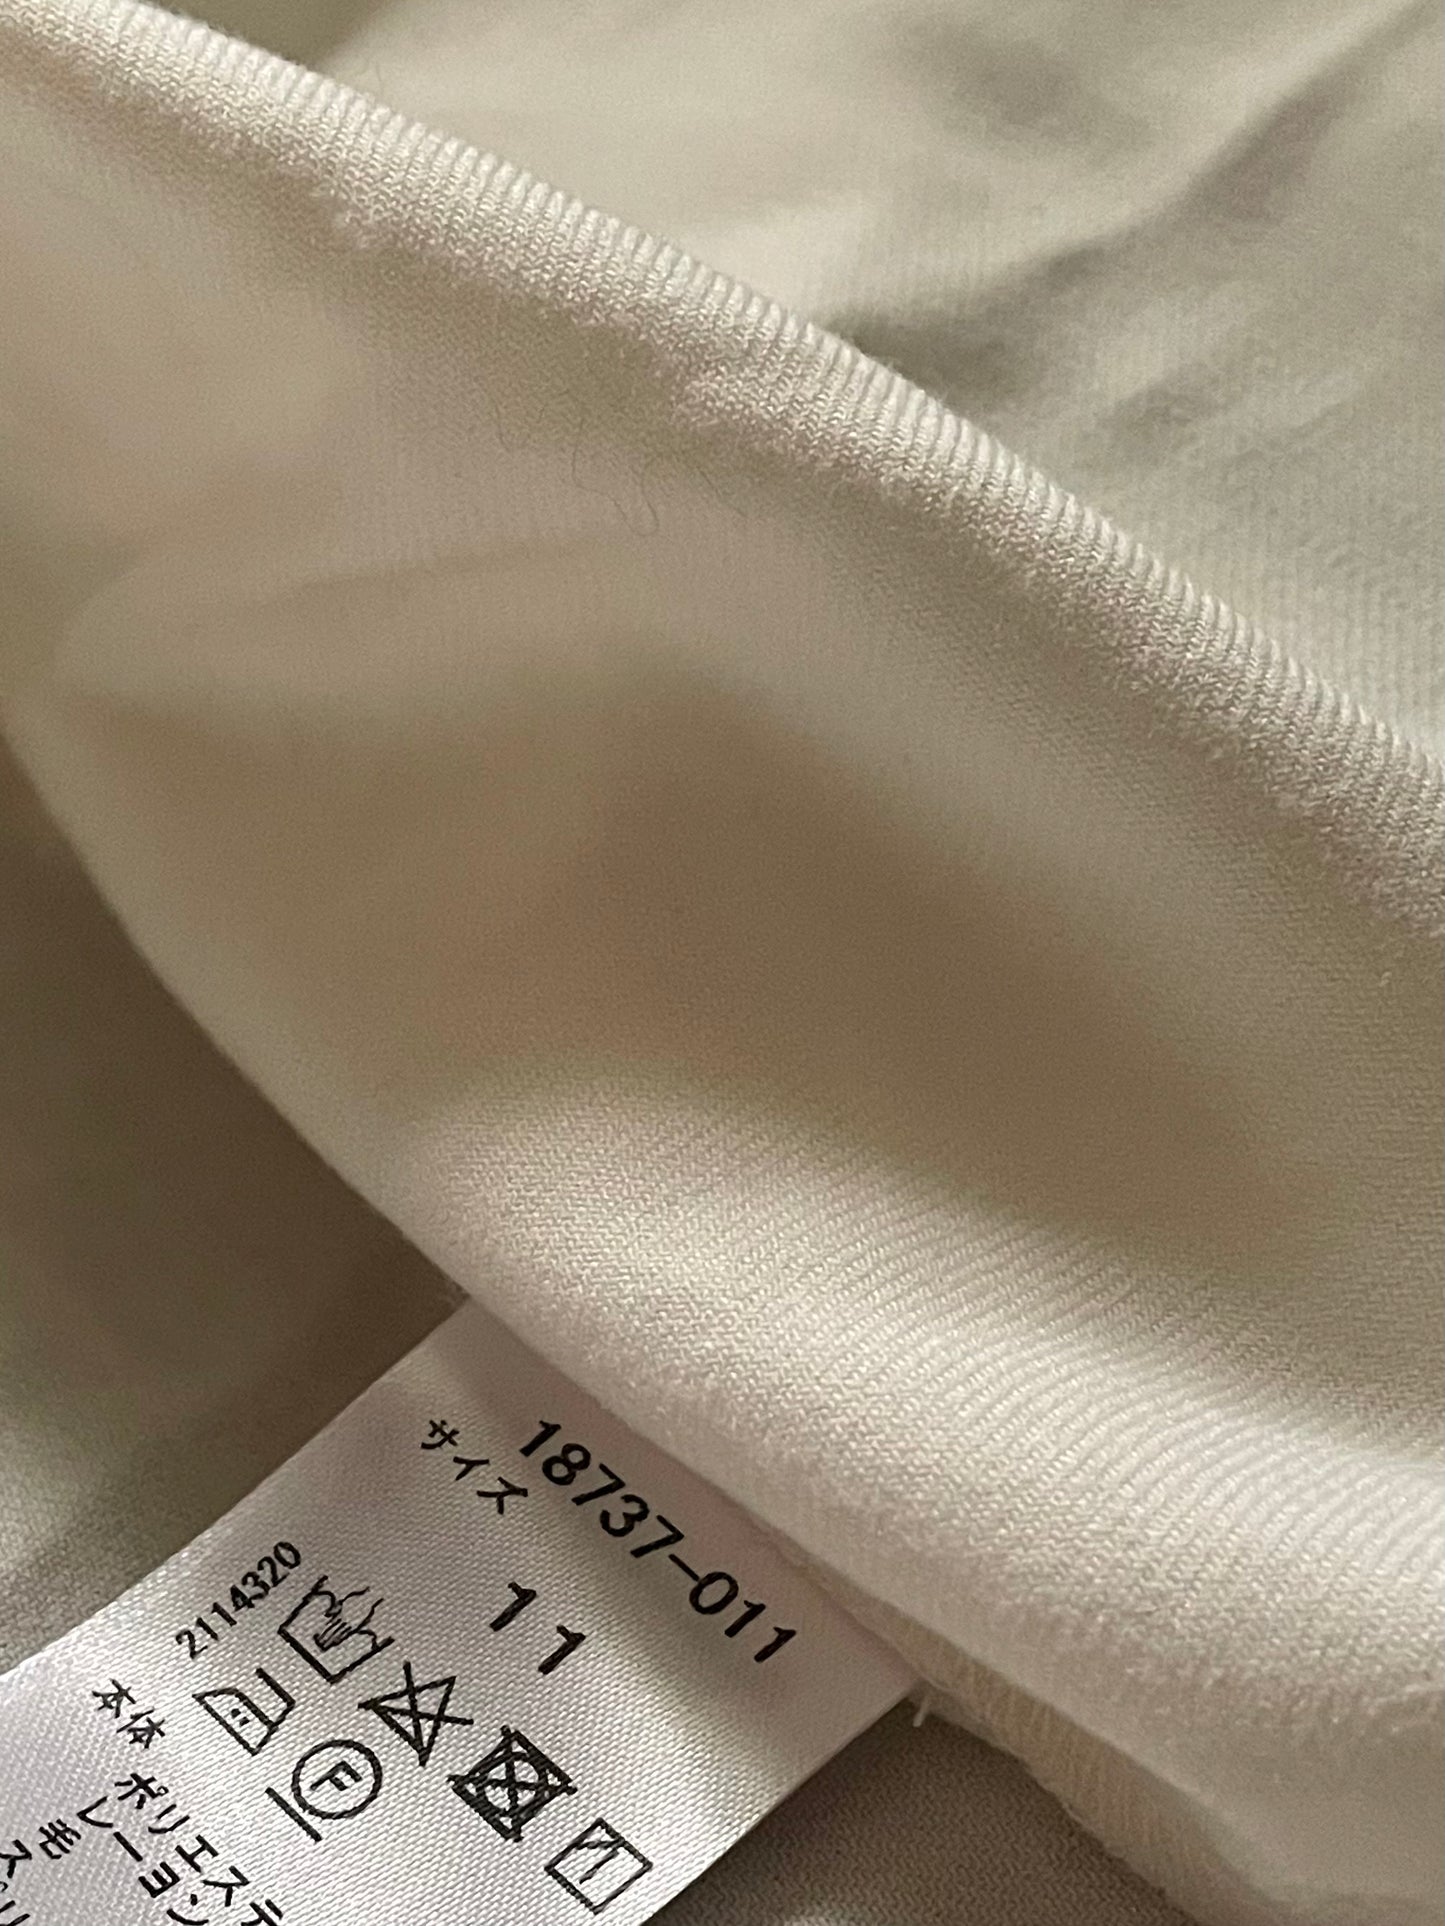 18737-011
サイズ 11
2114320
F
本体 ポリエステ
レーヨン
毛